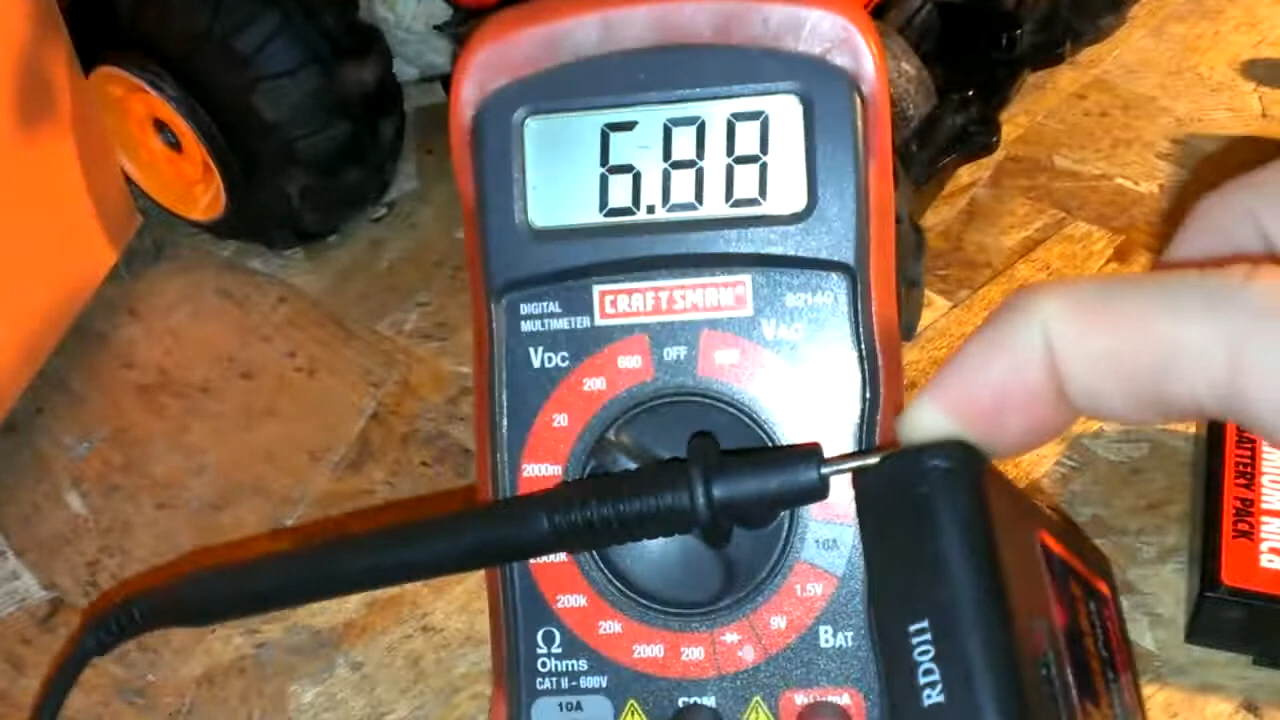 6.88
DIGITAL
MULTIMETER
CRAFTSMAN®
82140
VDC
OFF
VAC
600
200
20
2000m
10A
200k
20k
2000
200
1.5V
9V
BAT
Ω
Ohms
CAT II - 600V
10A
COM
RD011
BATTERY PACK